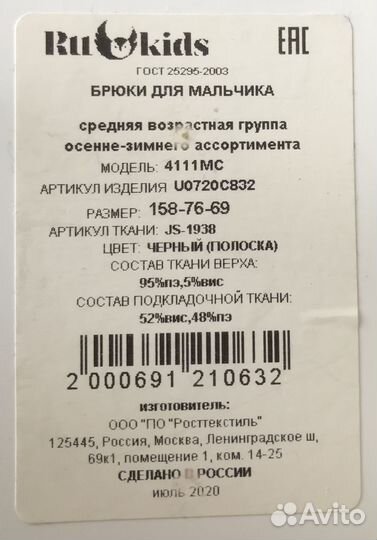 Ru kids
EAC
ГОСТ 25295-2003
БРЮКИ ДЛЯ МАЛЬЧИКА
средняя возрастная группа
осенне-зимнего ассортимента
МОДЕЛЬ: 4111МС
АРТИКУЛ ИЗДЕЛИЯ U0720C832
РАЗМЕР: 158-76-69
АРТИКУЛ ТКАНИ: JS-1938
ЦВЕТ: ЧЕРНЫЙ (ПОЛОСКА)
СОСТАВ ТКАНИ ВЕРХА:
95%пэ,5%вис
СОСТАВ ПОДКЛАДОЧНОЙ ТКАНИ:
52%вис,48%пэ
2 000691 210632
изготовитель:
ООО "ПО "Росттекстиль"
125445, Россия, Москва, Ленинградское ш,
69к1, помещение 1, ком. 14-25
СДЕЛАНО В РОССИИ
июль 2020
Avito